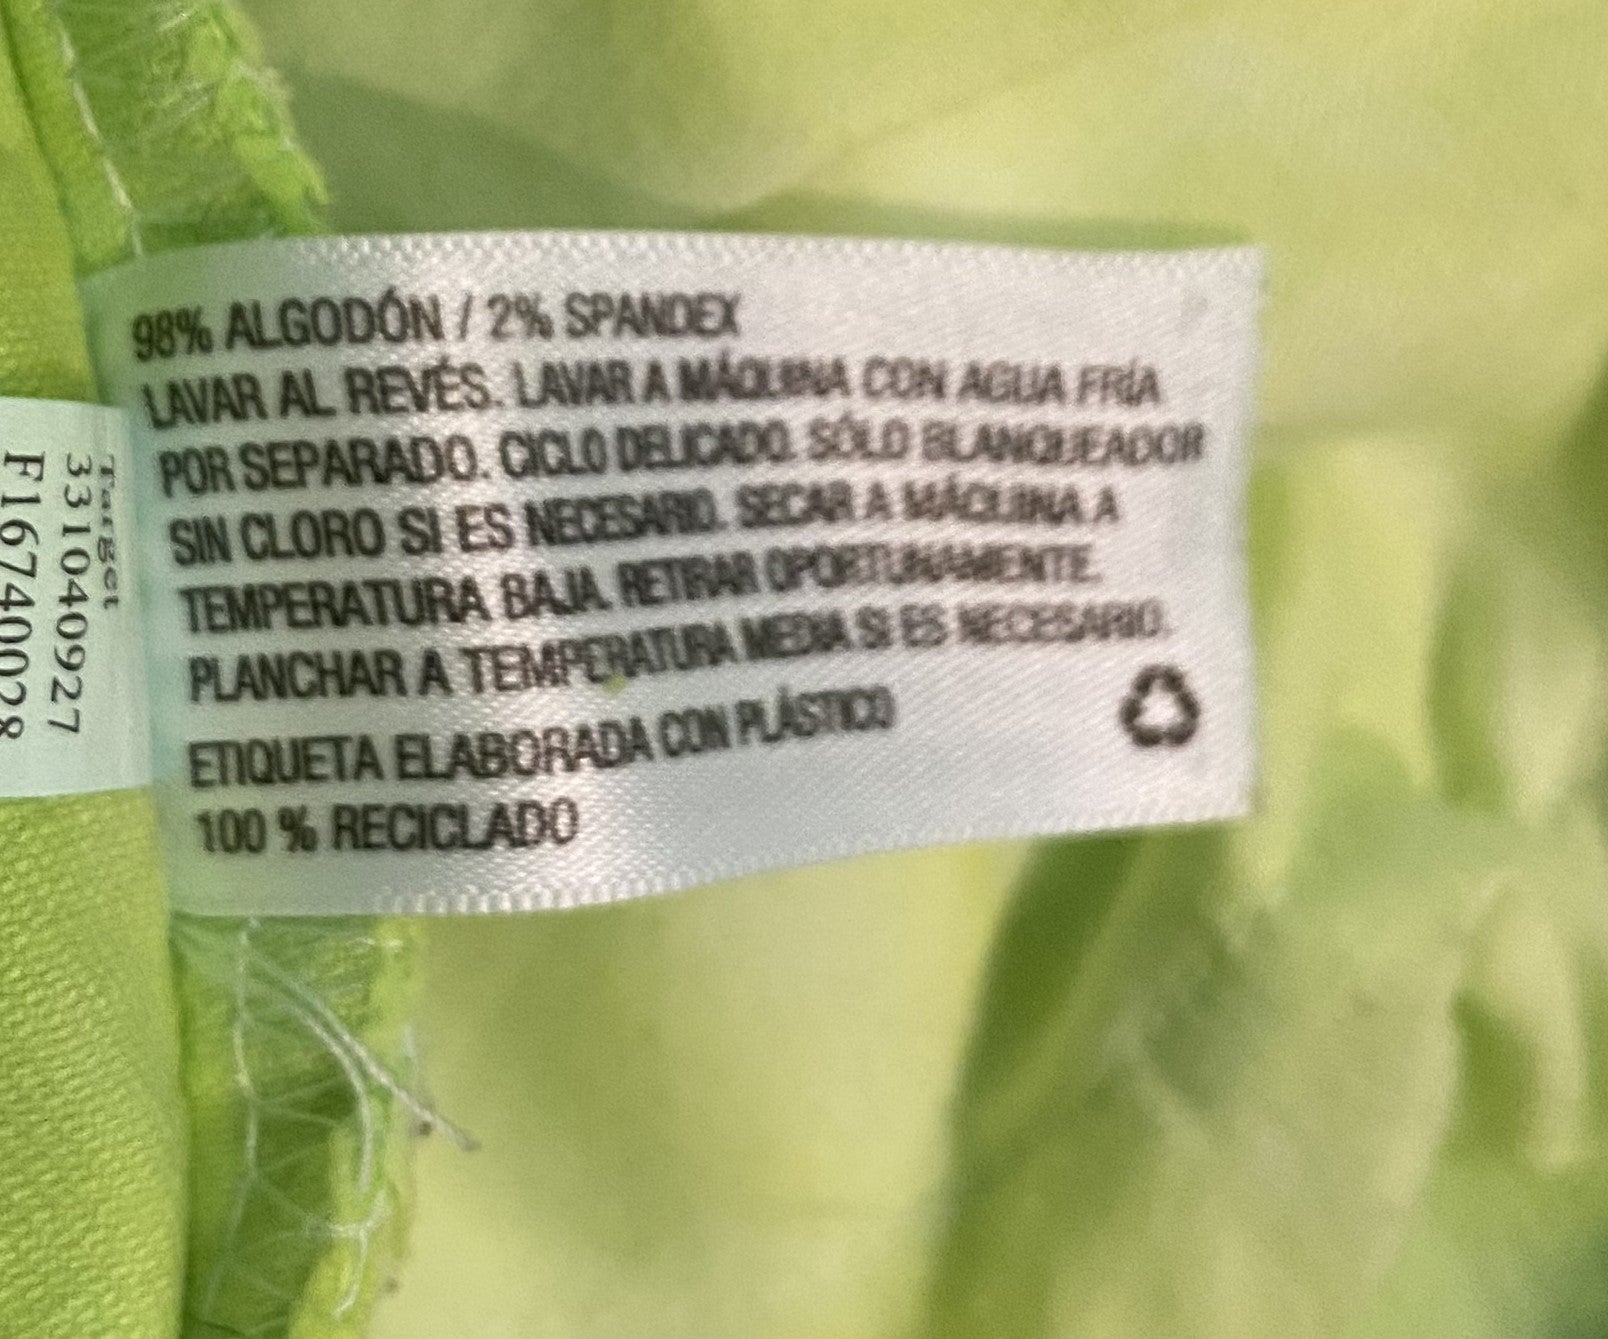 98% ALGODÓN / 2% SPANDEX
LAVAR AL REVÉS. LAVAR A MÁQUINA CON AGUA FRÍA
POR SEPARADO. CICLO DELICADO. SÓLO BLANQUEADOR
SIN CLORO SI ES NECESARIO. SECAR A MÁQUINA A
TEMPERATURA BAJA. RETIRAR OPORTUNAMENTE.
PLANCHAR A TEMPERATURA MEDIA SI ES NECESARIO.
ETIQUETA ELABORADA CON PLÁSTICO
100 % RECICLADO
Target
331040927
F16740028